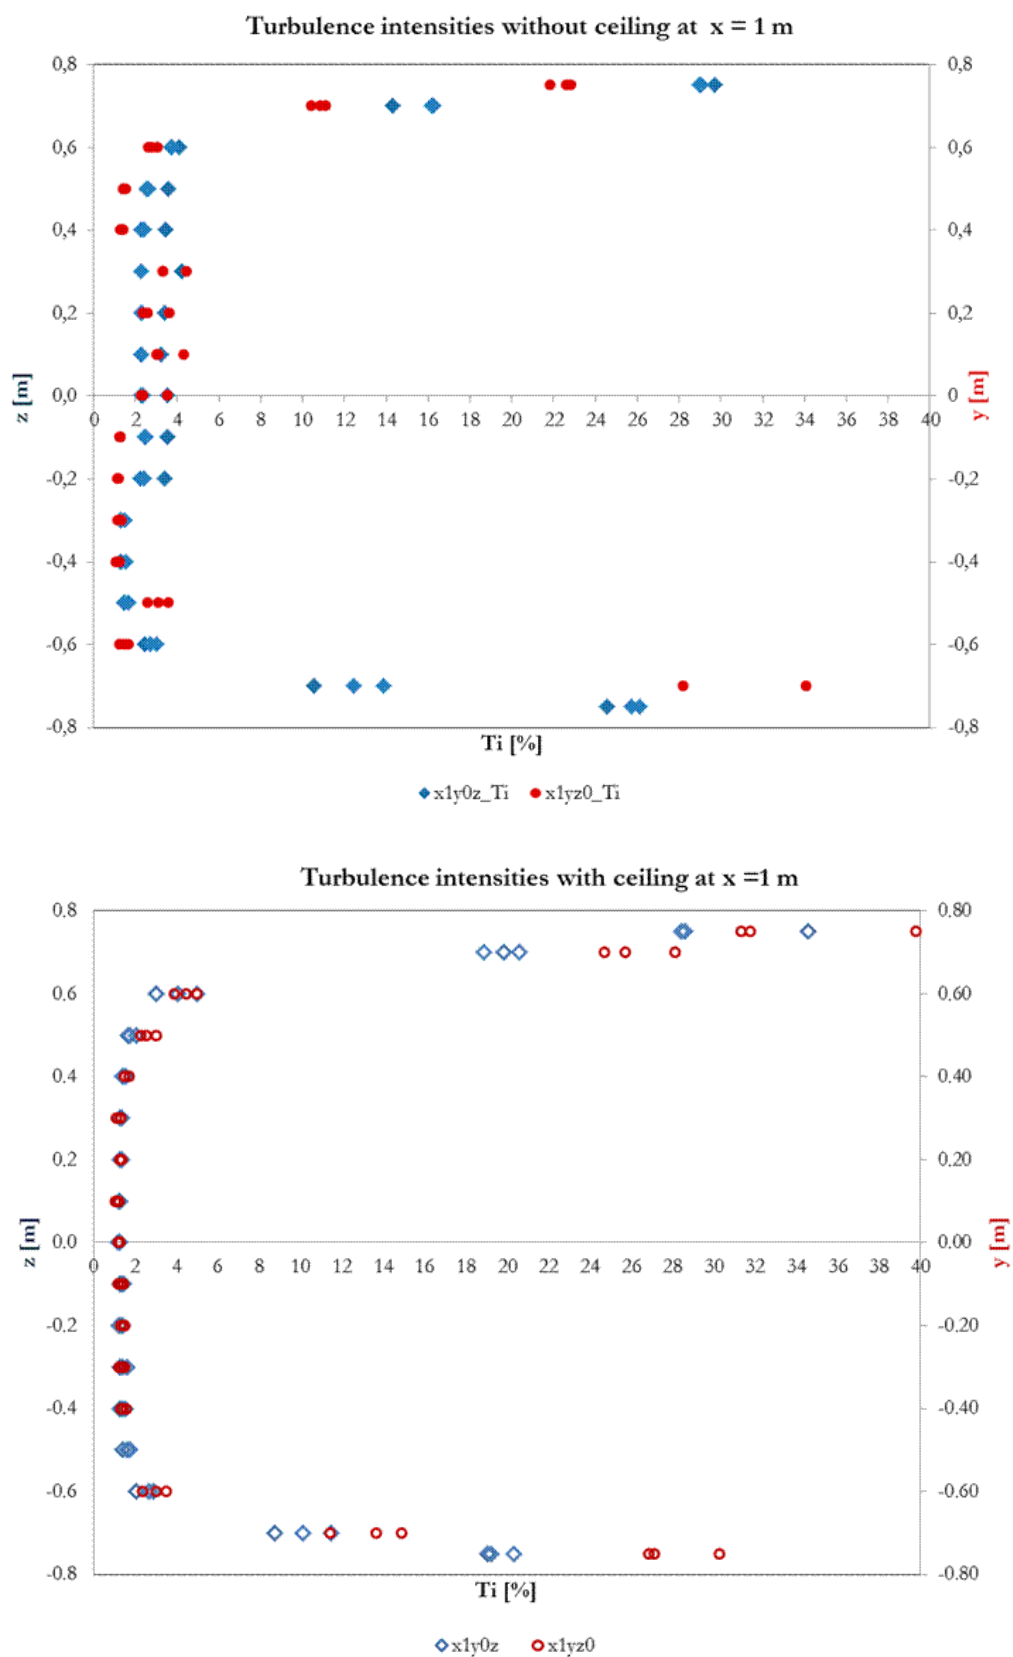 Turbulence intensities without ceiling at x = 1 m
0,8 0,8
0,6 0,6
0,4 0,4
0,2 0,2
z [m] 0,0 0 y [m]
0 2 4 6 8 10 12 14 16 18 20 22 24 26 28 30 32 34 36 38 40
-0,2 -0,2
-0,4 -0,4
-0,6 -0,6
-0,8 -0,8
Ti [%]
x1y0z_Ti x1yz0_Ti
Turbulence intensities with ceiling at x =1 m
0.8 0.80
0.6 0.60
0.4 0.40
0.2 0.20
z [m] 0.0 0.00 y [m]
0 2 4 6 8 10 12 14 16 18 20 22 24 26 28 30 32 34 36 38 40
-0.2 -0.20
-0.4 -0.40
-0.6 -0.60
-0.8 -0.80
Ti [%]
x1y0z x1yz0